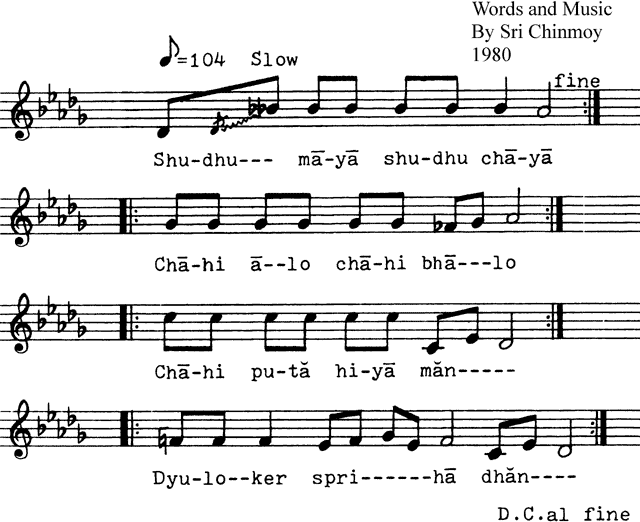 Words and Music
By Sri Chinmoy
1980
♪=104 Slow
fine
Shu-dhu--- mā-yā shu-dhu chā-yā
Chā-hi ā--lo chā-hi bhā---lo
Chā-hi pu-tă hi-yā măn-----
Dyu-lo--ker spri------hā dhăn----
D.C.al fine